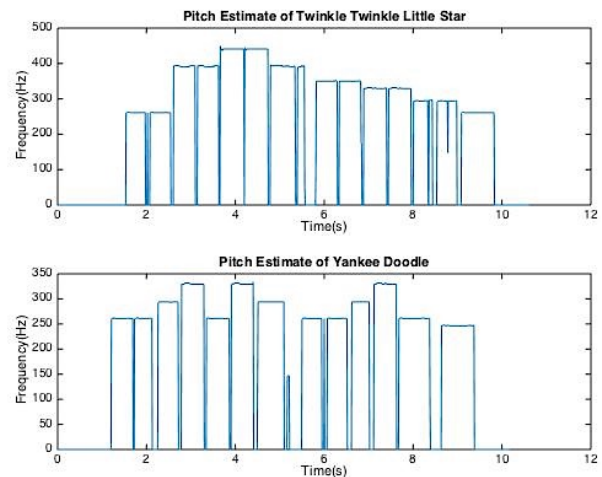 Pitch Estimate of Twinkle Twinkle Little Star
500
400
300
200
100
0
Frequency(Hz)
0 2 4 6 8 10 12
Time(s)
Pitch Estimate of Yankee Doodle
350
300
250
200
150
100
50
0
Frequency(Hz)
0 2 4 6 8 10 12
Time(s)